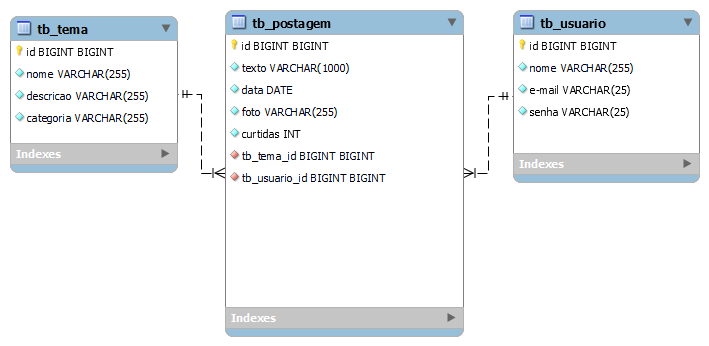 tb_tema
id BIGINT BIGINT
nome VARCHAR(255)
descricao VARCHAR(255)
categoria VARCHAR(255)
Indexes
tb_postagem
id BIGINT BIGINT
texto VARCHAR(1000)
data DATE
foto VARCHAR(255)
curtidas INT
tb_tema_id BIGINT BIGINT
tb_usuario_id BIGINT BIGINT
Indexes
tb_usuario
id BIGINT BIGINT
nome VARCHAR(255)
e-mail VARCHAR(25)
senha VARCHAR(25)
Indexes